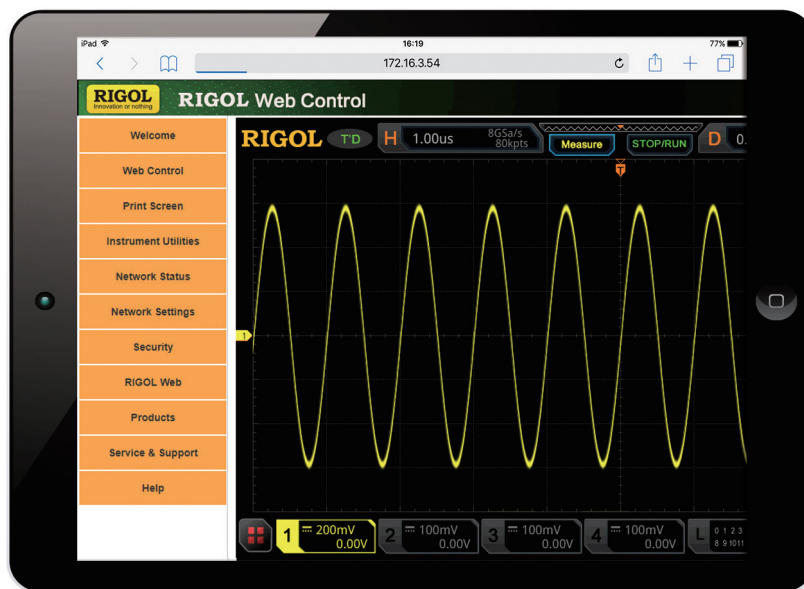 iPad 16:19 77%
172.16.3.54
RIGOL
Innovation or nothing
RIGOL Web Control
Welcome
Web Control
Print Screen
Instrument Utilities
Network Status
Network Settings
Security
RIGOL Web
Products
Service & Support
Help
RIGOL T'D H 1.00us 8GSa/s
80kpts
Measure STOP/RUN D 0.
T
1
1 200mV
0.00V
2 100mV
0.00V
3 100mV
0.00V
4 100mV
0.00V
L 0 1 2 3
8 9 1011